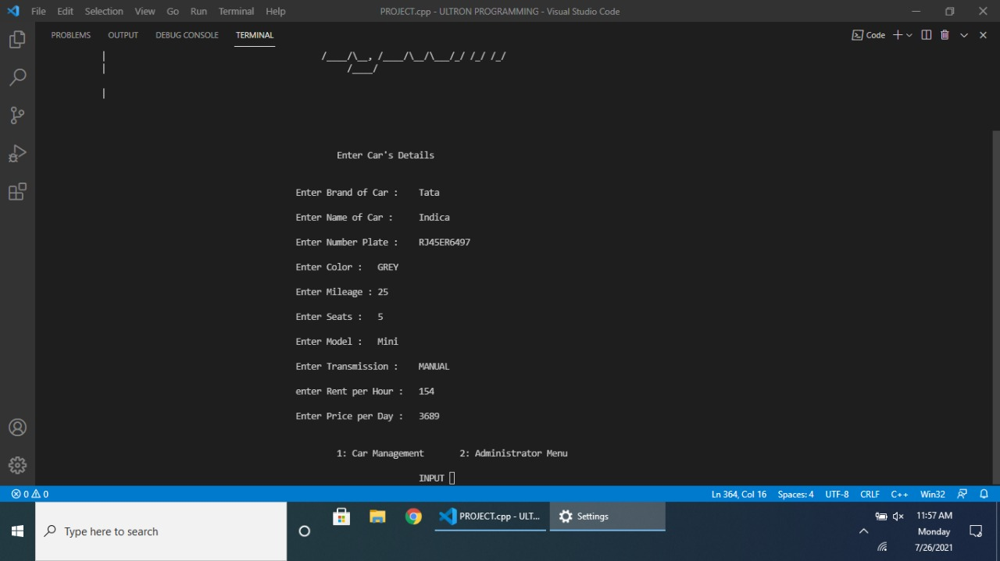 File Edit Selection View Go Run Terminal Help PROJECT.cpp - ULTRON PROGRAMMING - Visual Studio Code
PROBLEMS OUTPUT DEBUG CONSOLE TERMINAL Code
| /____/\__, /____/\__/\___/_/ /_/ /_/
| /____/
|
Enter Car's Details
Enter Brand of Car : Tata
Enter Name of Car : Indica
Enter Number Plate : RJ45ER6497
Enter Color : GREY
Enter Mileage : 25
Enter Seats : 5
Enter Model : Mini
Enter Transmission : MANUAL
enter Rent per Hour : 154
Enter Price per Day : 3689
1: Car Management 2: Administrator Menu
INPUT
0 0 Ln 364, Col 16 Spaces: 4 UTF-8 CRLF C++ Win32
Type here to search PROJECT.cpp - ULT... Settings
11:57 AM
Monday
7/26/2021